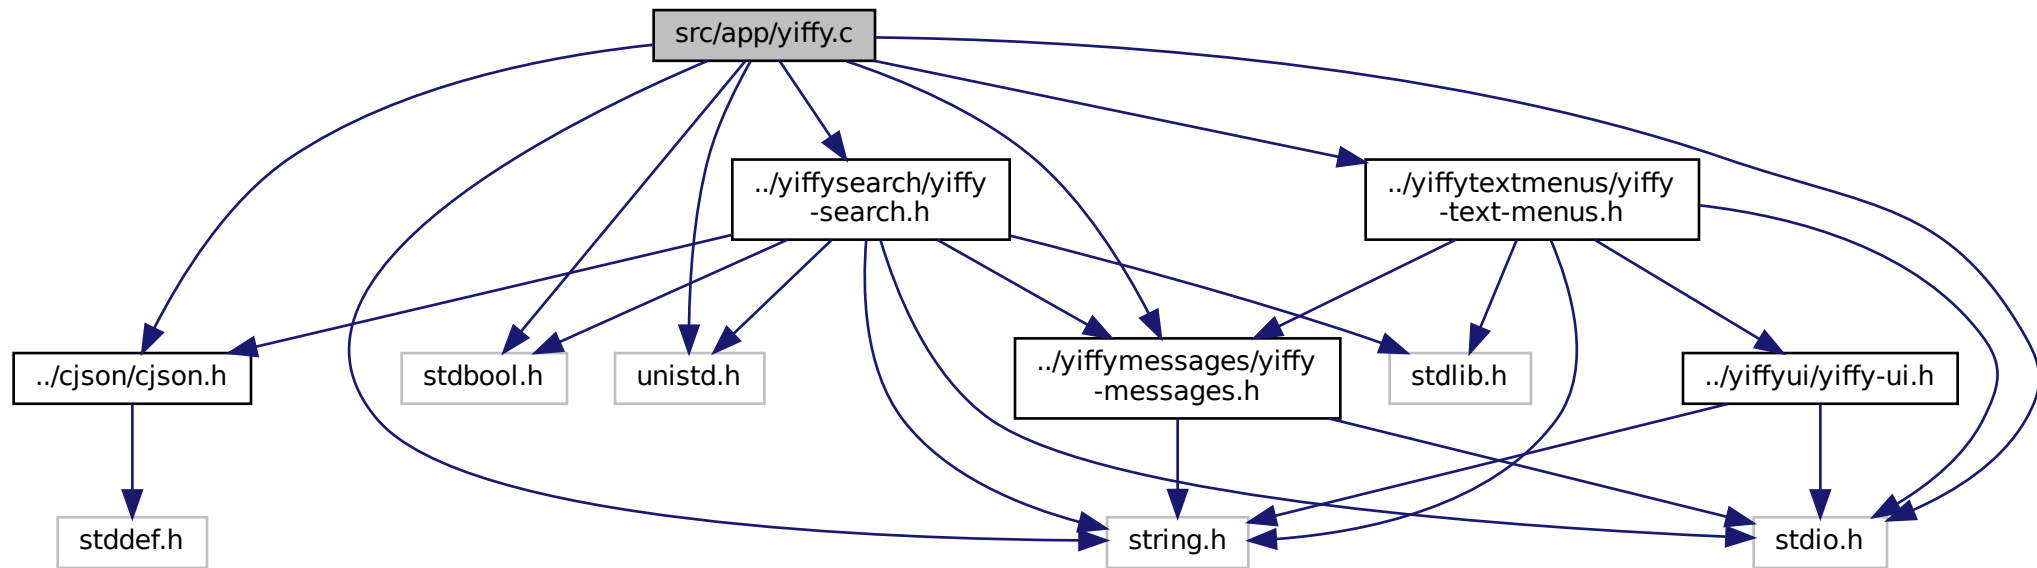 src/app/yiffy.c
../yiffysearch/yiffy
-search.h
../yiffytextmenus/yiffy
-text-menus.h
../cjson/cjson.h
stdbool.h
unistd.h
../yiffymessages/yiffy
-messages.h
stdlib.h
../yiffyui/yiffy-ui.h
stddef.h
string.h
stdio.h